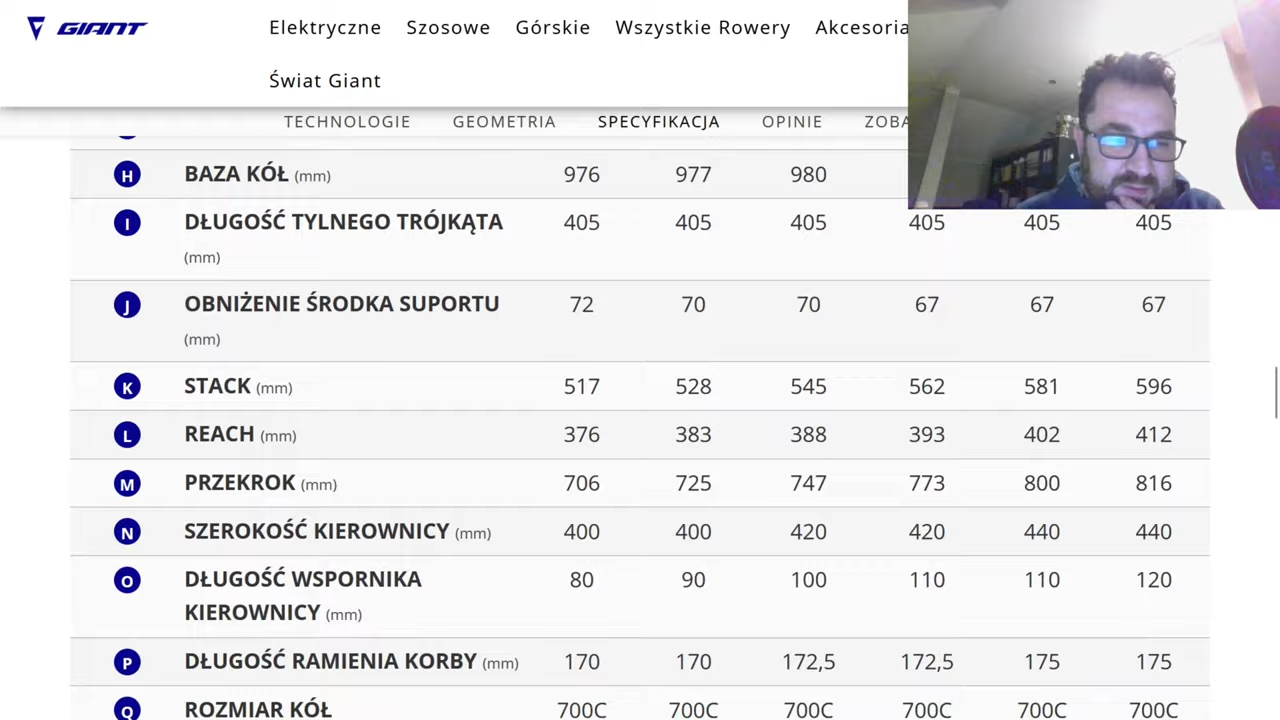 GIANT
Elektryczne Szosowe Górskie Wszystkie Rowery Akcesoria
Świat Giant
TECHNOLOGIE GEOMETRIA SPECYFIKACJA OPINIE ZOBA
H BAZA KÓŁ (mm) 976 977 980
I DŁUGOŚĆ TYLNEGO TRÓJKĄTA 405 405 405 405 405 405
(mm)
J OBNIŻENIE ŚRODKA SUPORTU 72 70 70 67 67 67
(mm)
K STACK (mm) 517 528 545 562 581 596
L REACH (mm) 376 383 388 393 402 412
M PRZEKROK (mm) 706 725 747 773 800 816
N SZEROKOŚĆ KIEROWNICY (mm) 400 400 420 420 440 440
O DŁUGOŚĆ WSPORNIKA 80 90 100 110 110 120
KIEROWNICY (mm)
P DŁUGOŚĆ RAMIENIA KORBY (mm) 170 170 172,5 172,5 175 175
Q ROZMIAR KÓŁ 700C 700C 700C 700C 700C 700C